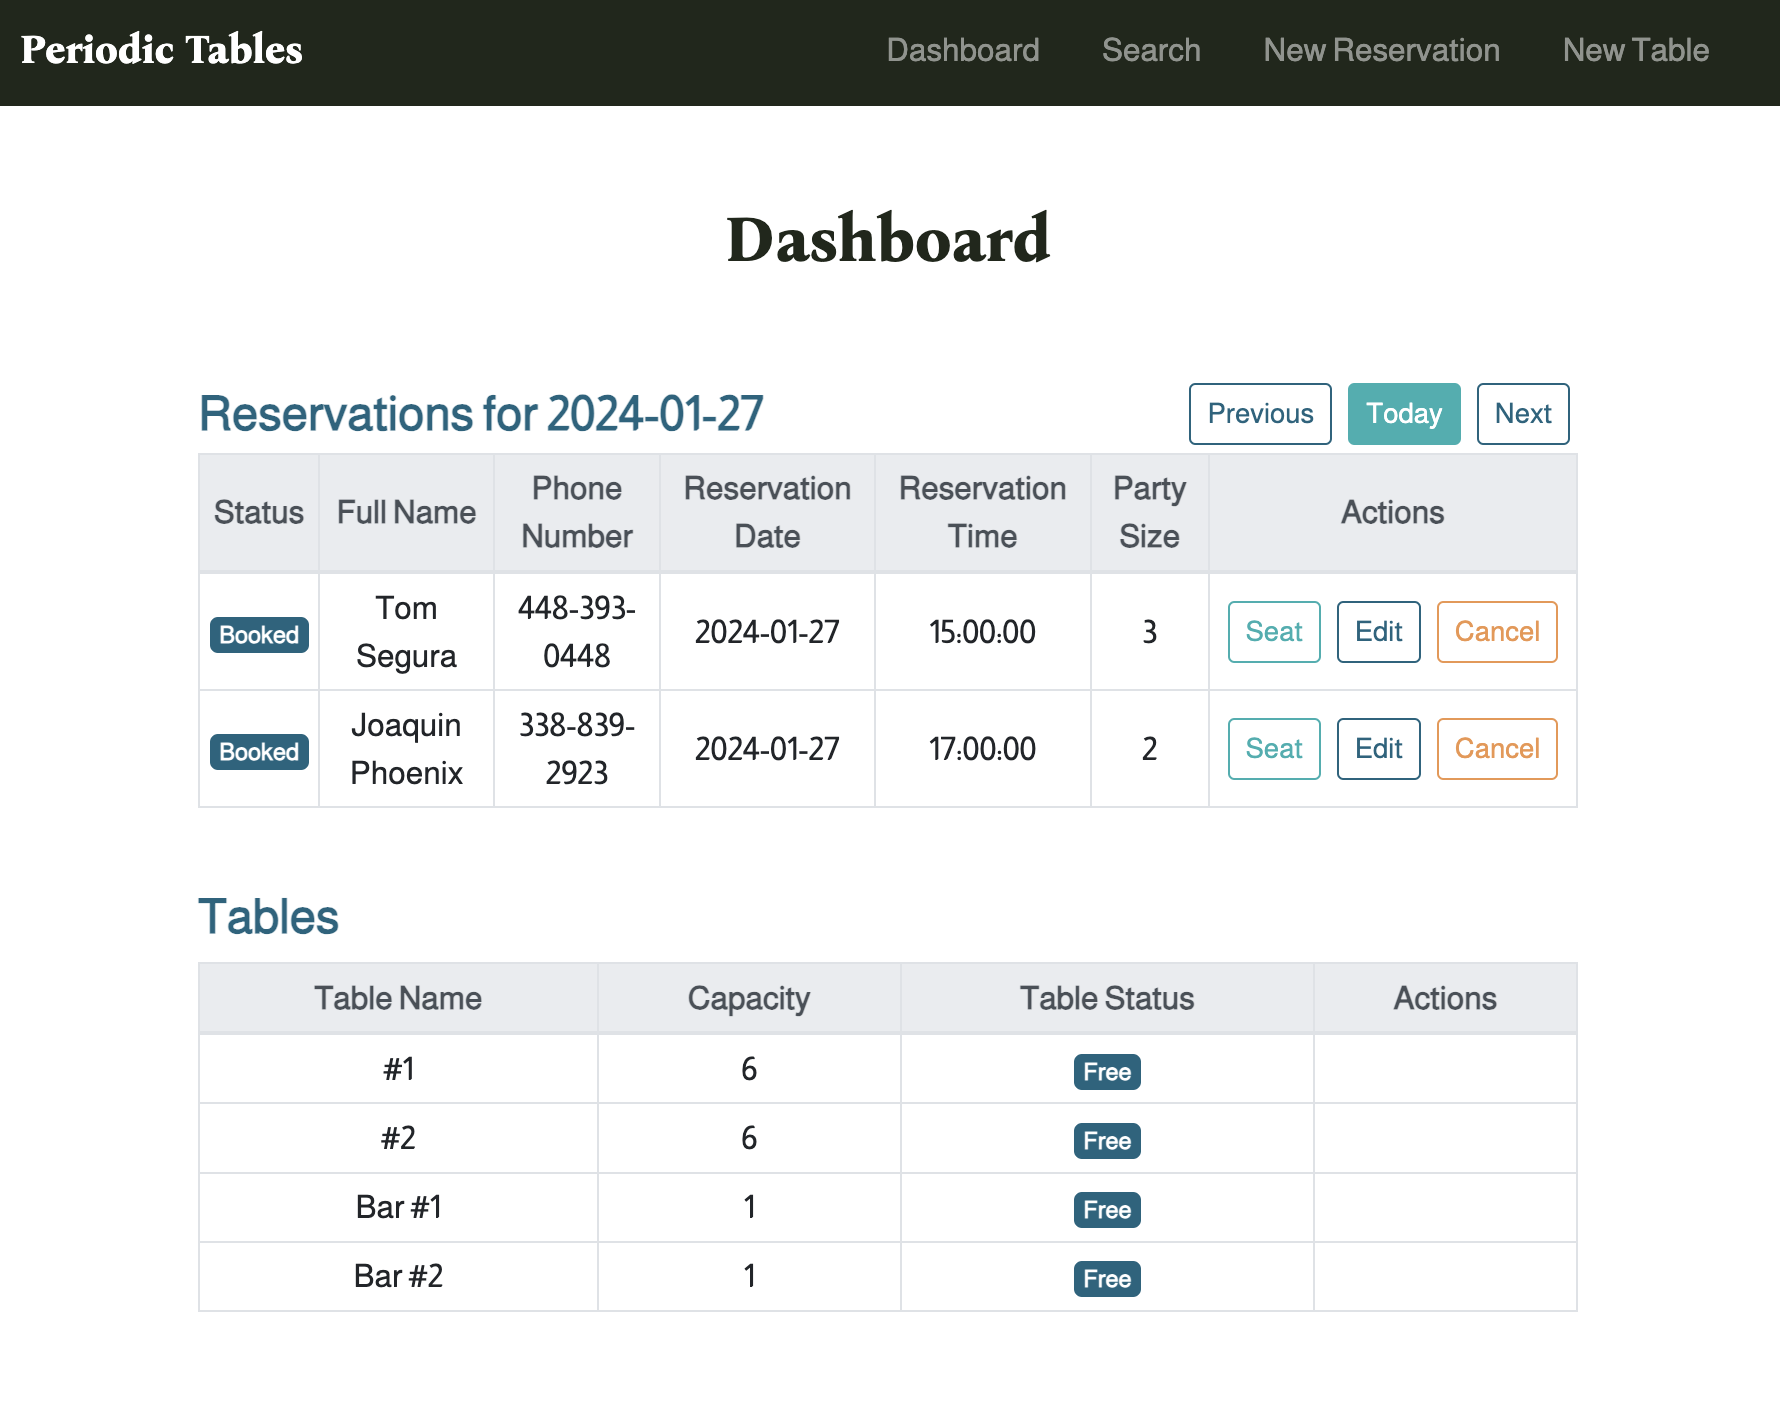 Periodic Tables Dashboard Search New Reservation New Table
Dashboard
Reservations for 2024-01-27 Previous Today Next
Status Full Name Phone Number Reservation Date Reservation Time Party Size Actions
Booked Tom Segura 448-393-0448 2024-01-27 15:00:00 3 Seat Edit Cancel
Booked Joaquin Phoenix 338-839-2923 2024-01-27 17:00:00 2 Seat Edit Cancel
Tables
Table Name Capacity Table Status Actions
#1 6 Free
#2 6 Free
Bar #1 1 Free
Bar #2 1 Free